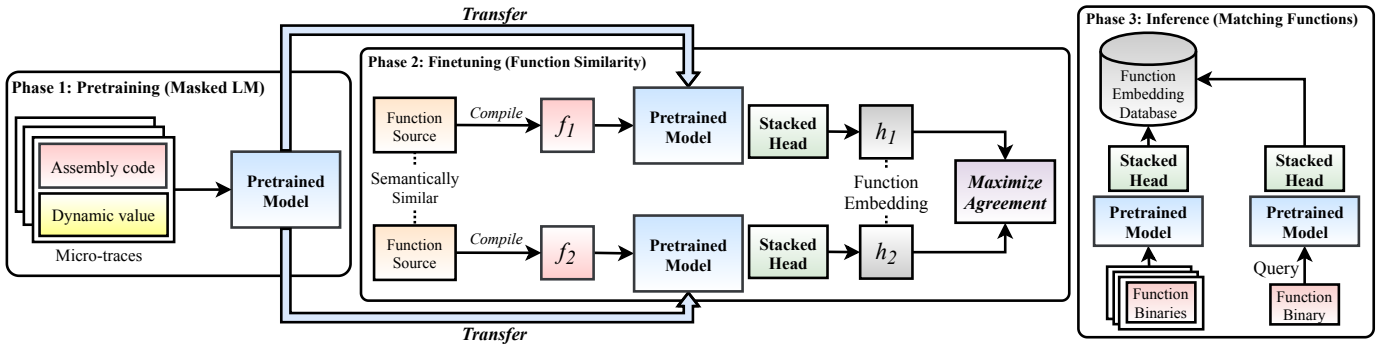 Transfer
Phase 1: Pretraining (Masked LM)
Assembly code
Dynamic value
Micro-traces
Pretrained
Model
Phase 2: Finetuning (Function Similarity)
Function
Source
Compile
f1
Pretrained
Model
Stacked
Head
h1
Semantically
Similar
Function
Embedding
Maximize
Agreement
Function
Source
Compile
f2
Pretrained
Model
Stacked
Head
h2
Transfer
Phase 3: Inference (Matching Functions)
Function
Embedding
Database
Stacked
Head
Pretrained
Model
Function
Binaries
Stacked
Head
Pretrained
Model
Query
Function
Binary